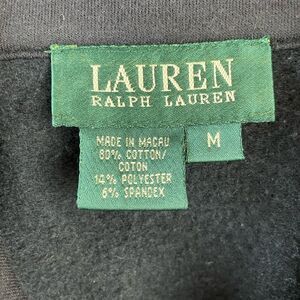 LAUREN
RALPH LAUREN
MADE IN MACAU
80% COTTON/
COTON
14% POLYESTER
6% SPANDEX
M